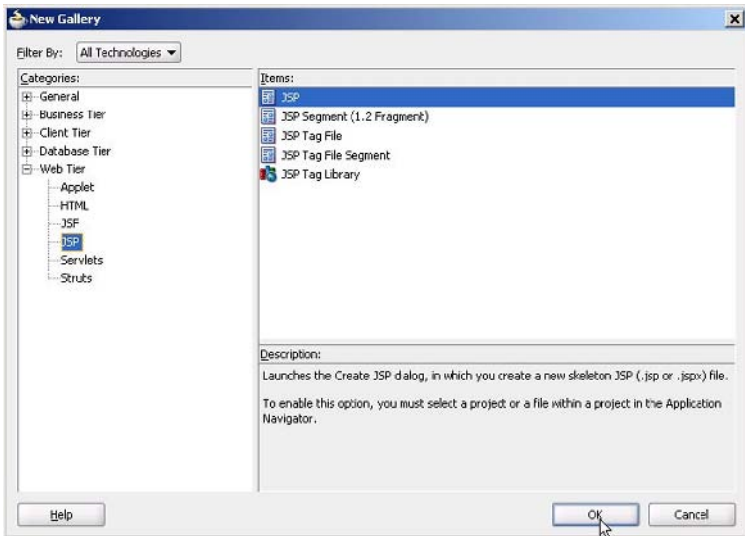 New Gallery
Filter By: All Technologies
Categories:
General
Business Tier
Client Tier
Database Tier
Web Tier
Applet
HTML
JSF
JSP
Servlets
Struts
Items:
JSP
JSP Segment (1.2 Fragment)
JSP Tag File
JSP Tag File Segment
JSP Tag Library
Description:
Launches the Create JSP dialog, in which you create a new skeleton JSP (.jsp or .jspx) file.
To enable this option, you must select a project or a file within a project in the Application
Navigator.
Help
OK
Cancel